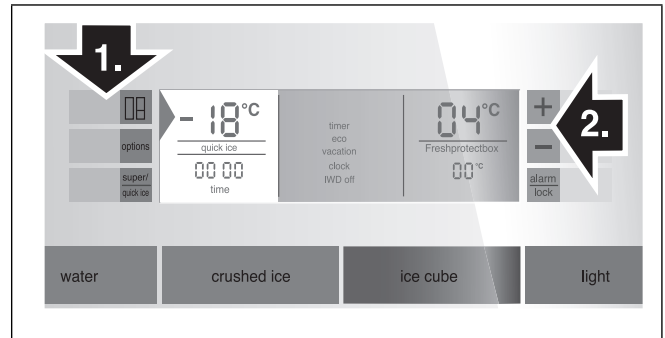 1.
- 18°C
quick ice
00 00
time
timer
eco
vacation
clock
IWD off
04°C
Freshprotectbox
00°C
options
super/
quick ice
+
−
alarm
lock
2.
water
crushed ice
ice cube
light